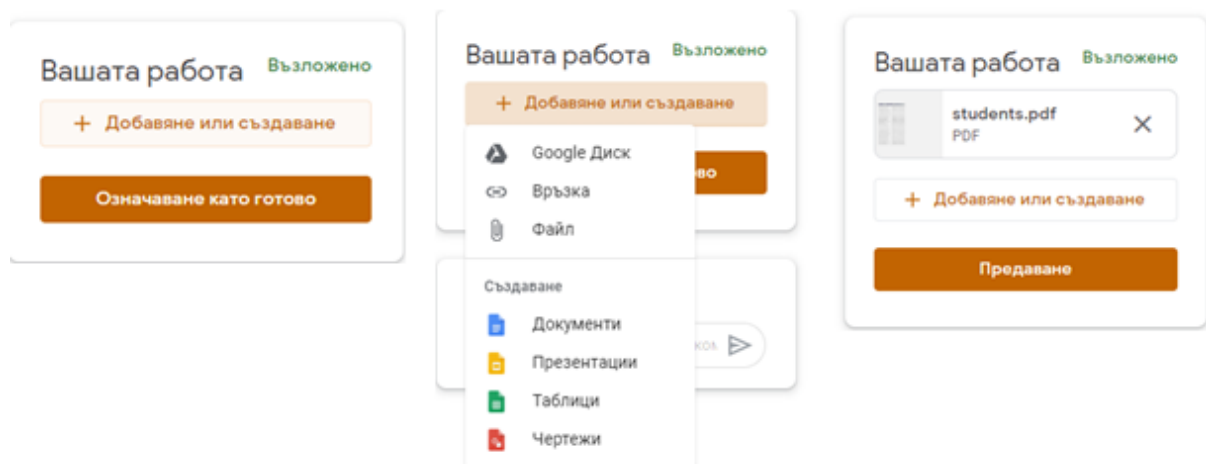 Вашата работа Възложено
+ Добавяне или създаване
Означаване като готово
Вашата работа Възложено
+ Добавяне или създаване
Google Диск
Връзка
Файл
Създаване
Документи
Презентации
Таблици
Чертежи
Вашата работа Възложено
students.pdf
PDF
+ Добавяне или създаване
Предаване